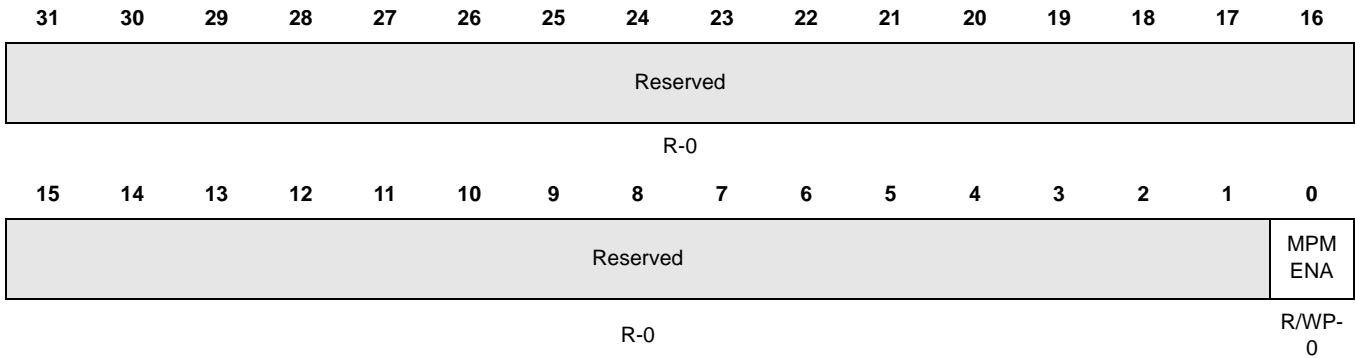 31 30 29 28 27 26 25 24 23 22 21 20 19 18 17 16
Reserved
R-0
15 14 13 12 11 10 9 8 7 6 5 4 3 2 1 0
Reserved
MPM
ENA
R-0
R/WP-
0